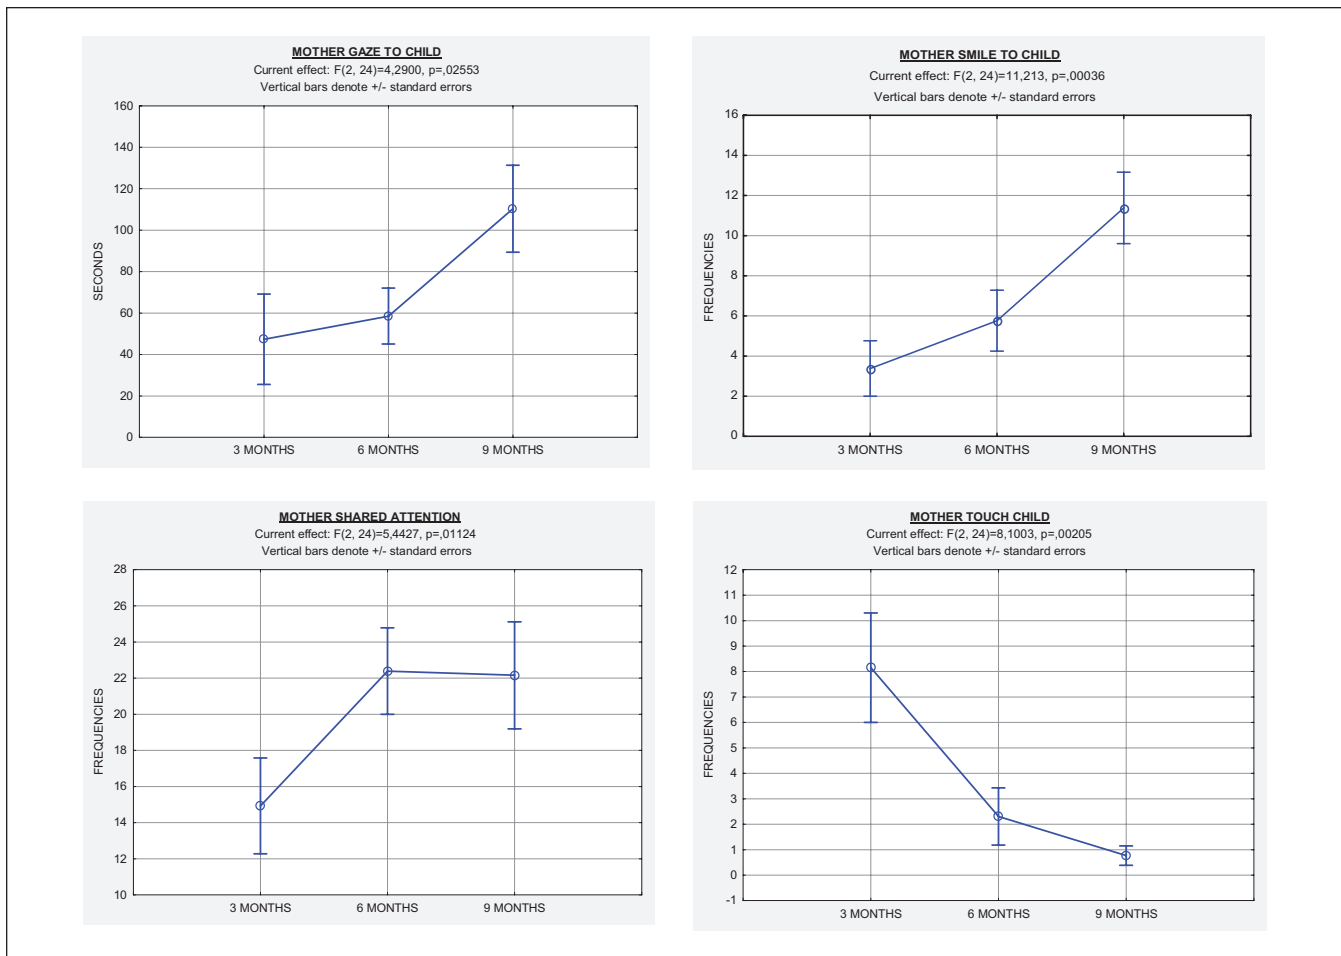 MOTHER GAZE TO CHILD
Current effect: F(2, 24)=4,2900, p=,02553
Vertical bars denote +/- standard errors
160
140
120
100
80
60
40
20
0
SECONDS
3 MONTHS 6 MONTHS 9 MONTHS
MOTHER SMILE TO CHILD
Current effect: F(2, 24)=11,213, p=,00036
Vertical bars denote +/- standard errors
16
14
12
10
8
6
4
2
0
FREQUENCIES
3 MONTHS 6 MONTHS 9 MONTHS
MOTHER SHARED ATTENTION
Current effect: F(2, 24)=5,4427, p=,01124
Vertical bars denote +/- standard errors
28
26
24
22
20
18
16
14
12
10
FREQUENCIES
3 MONTHS 6 MONTHS 9 MONTHS
MOTHER TOUCH CHILD
Current effect: F(2, 24)=8,1003, p=,00205
Vertical bars denote +/- standard errors
12
11
10
9
8
7
6
5
4
3
2
1
0
-1
FREQUENCIES
3 MONTHS 6 MONTHS 9 MONTHS